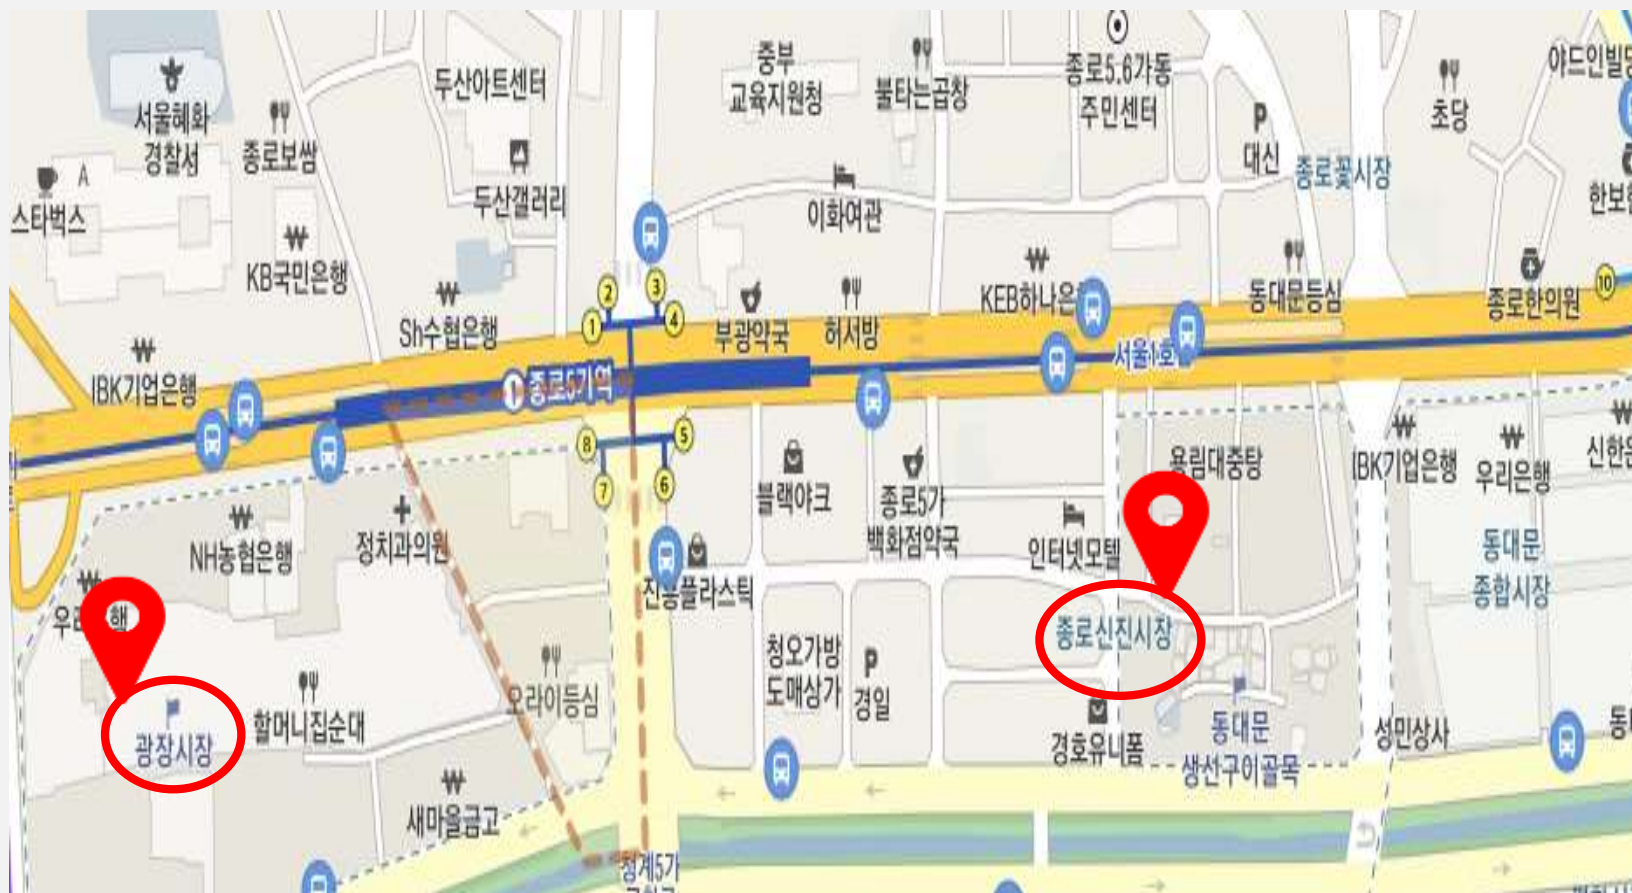 야드인빌딩
중부
교육지원청
불타는곱창
종로5.6가동
주민센터
두산아트센터
서울혜화
경찰서
종로보쌈
초당
P
대신
종로꽃시장
A
스타벅스
두산갤러리
이화여관
KB국민은행
KEB하나은
동대문등심
종로한의원
10
2
3
1
4
Sh수협은행
부광약국
허서방
서울1호
IBK기업은행
1 종로5가역
8
5
7
6
블랙야크
종로5가
백화점약국
용림대중탕
IBK기업은행
우리은행
신한은
NH농협은행
정치과의원
인터넷모텔
동대문
종합시장
진흥플라스틱
종로신진시장
청오가방
도매상가
P
경일
오라이등심
할머니집순대
광장시장
경호유니폼
동대문
생선구이골목
성민상사
새마을금고
청계5가